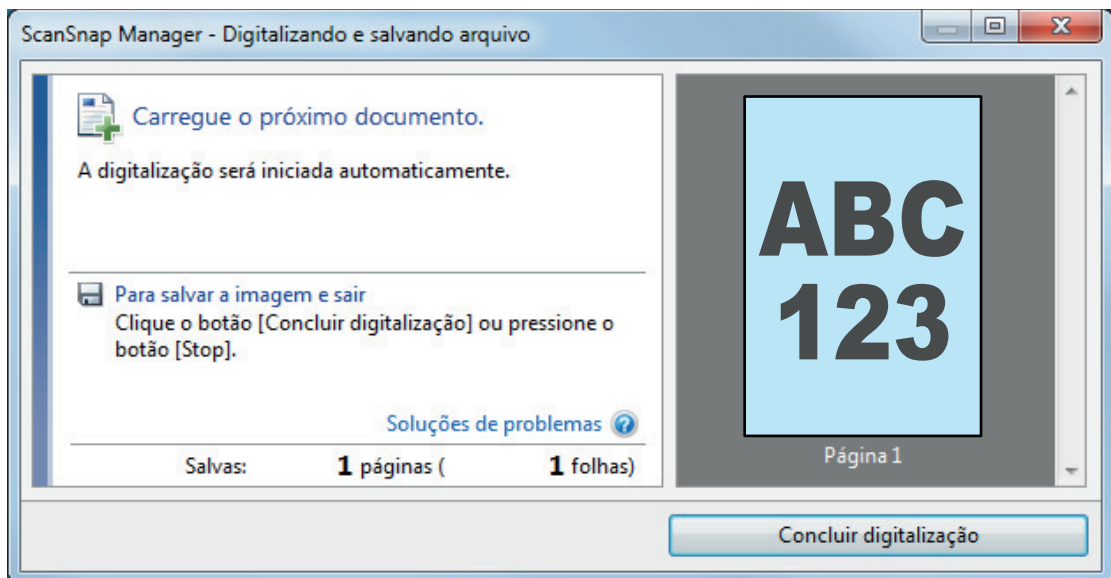 ScanSnap Manager - Digitalizando e salvando arquivo
Carregue o próximo documento.
A digitalização será iniciada automaticamente.
Para salvar a imagem e sair
Clique o botão [Concluir digitalização] ou pressione o
botão [Stop].
Soluções de problemas
Salvas: 1 páginas ( 1 folhas)
ABC
123
Página 1
Concluir digitalização